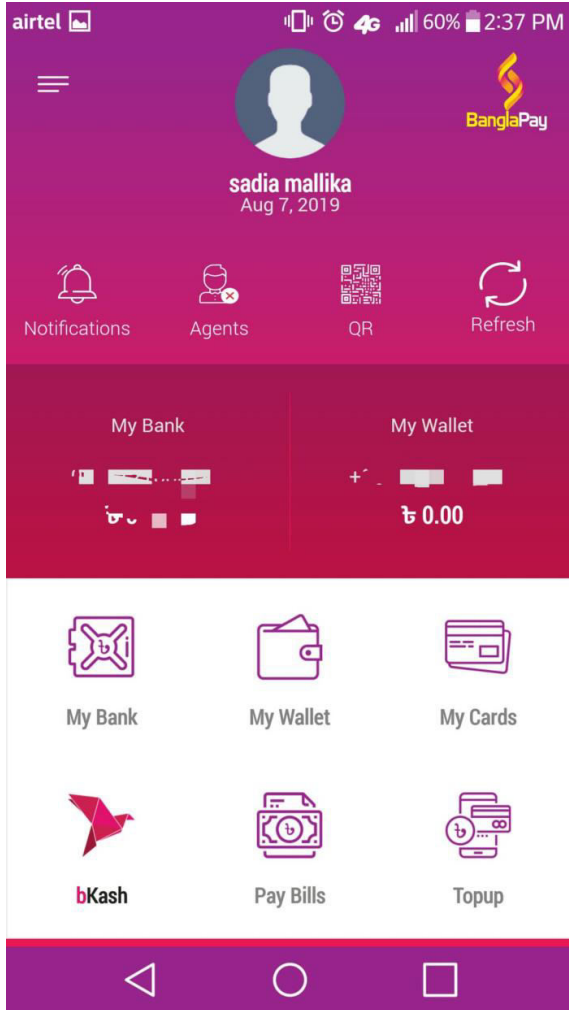 airtel 4G 60% 2:37 PM
BanglaPay
sadia mallika
Aug 7, 2019
Notifications Agents QR Refresh
My Bank My Wallet
৳ 0.00
My Bank My Wallet My Cards
bKash Pay Bills Topup